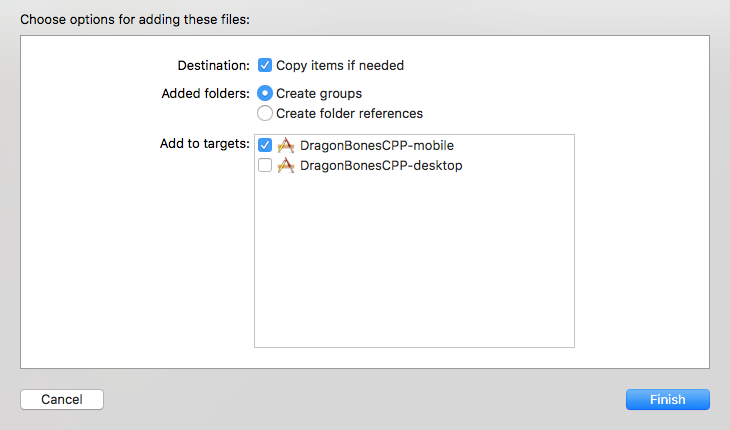 Choose options for adding these files:
Destination: Copy items if needed
Added folders: Create groups
Create folder references
Add to targets: DragonBonesCPP-mobile
DragonBonesCPP-desktop
Cancel Finish